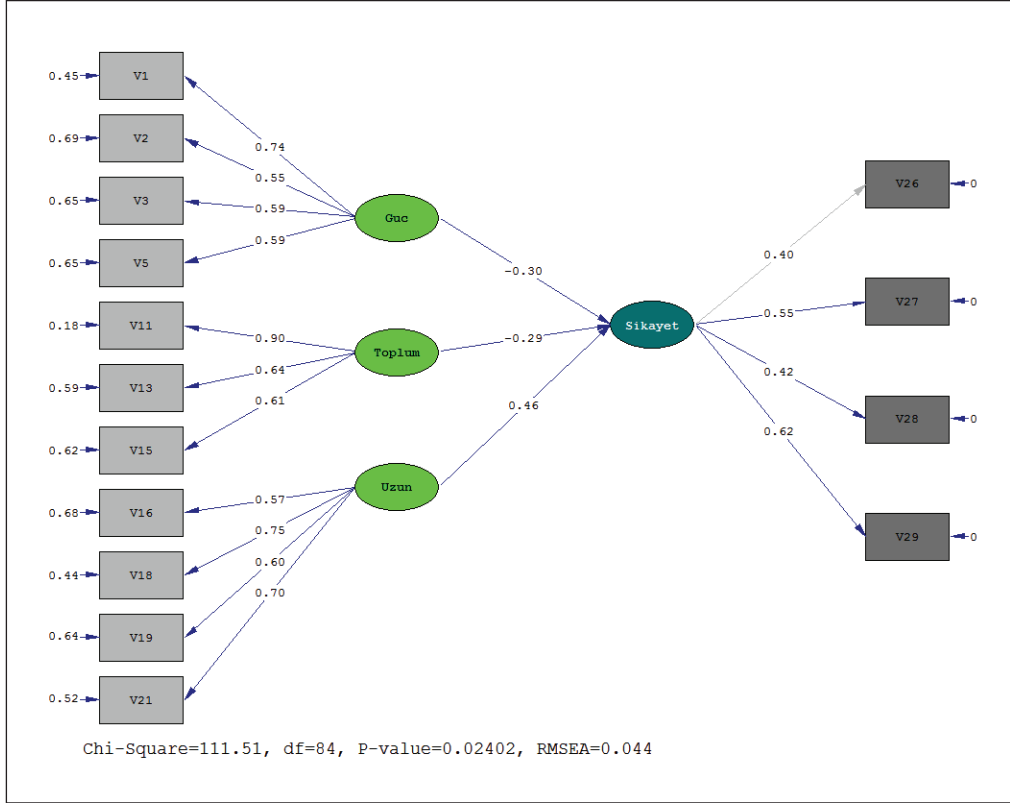 0.45 V1
0.69 V2
0.65 V3
0.65 V5
0.18 V11
0.59 V13
0.62 V15
0.68 V16
0.44 V18
0.64 V19
0.52 V21
0.74
0.55
0.59
0.59
0.90
0.64
0.61
0.57
0.75
0.60
0.70
Guc
Toplum
Uzun
-0.30
-0.29
0.46
Sikayet
0.40
0.55
0.42
0.62
V26 0
V27 0
V28 0
V29 0
Chi-Square=111.51, df=84, P-value=0.02402, RMSEA=0.044